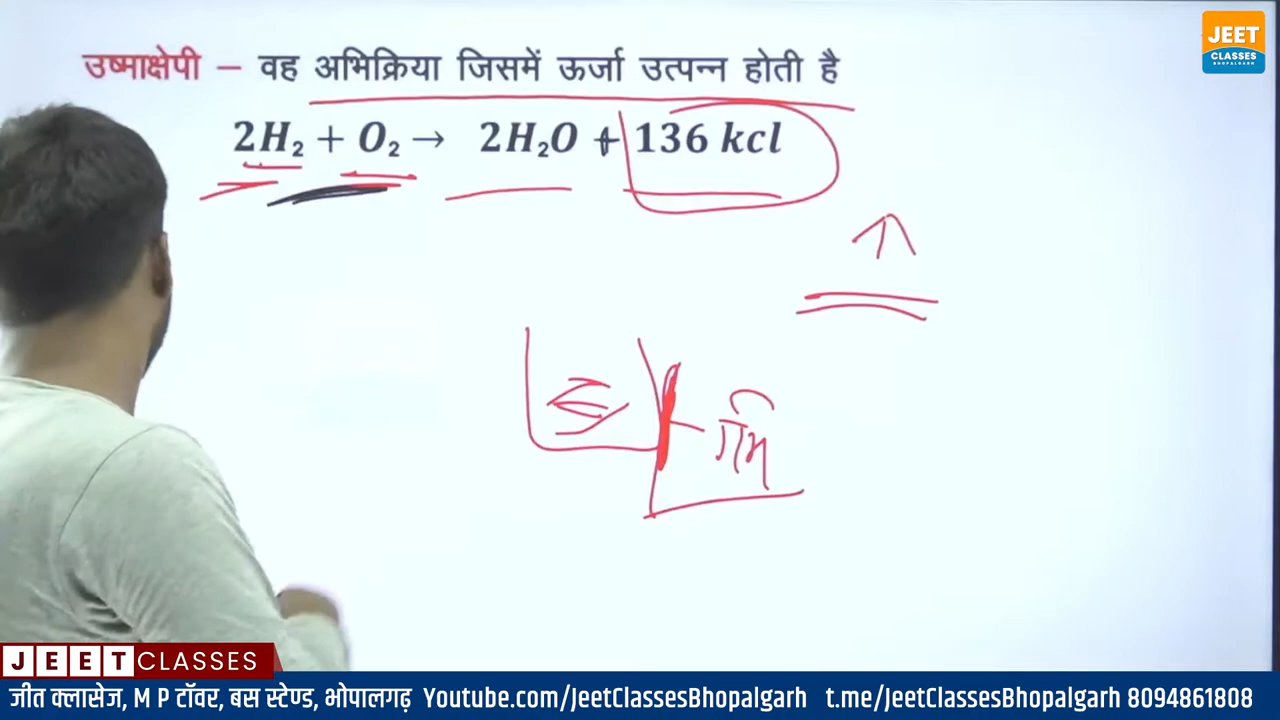 JEET
CLASSES
BHOPALGARH
उष्माक्षेपी – वह अभिक्रिया जिसमें ऊर्जा उत्पन्न होती है
2H₂ + O₂ → 2H₂O + 136 kcl
JEET CLASSES
जीत क्लासेज, M P टॉवर, बस स्टेण्ड, भोपालगढ़ Youtube.com/JeetClassesBhopalgarh t.me/JeetClassesBhopalgarh 8094861808